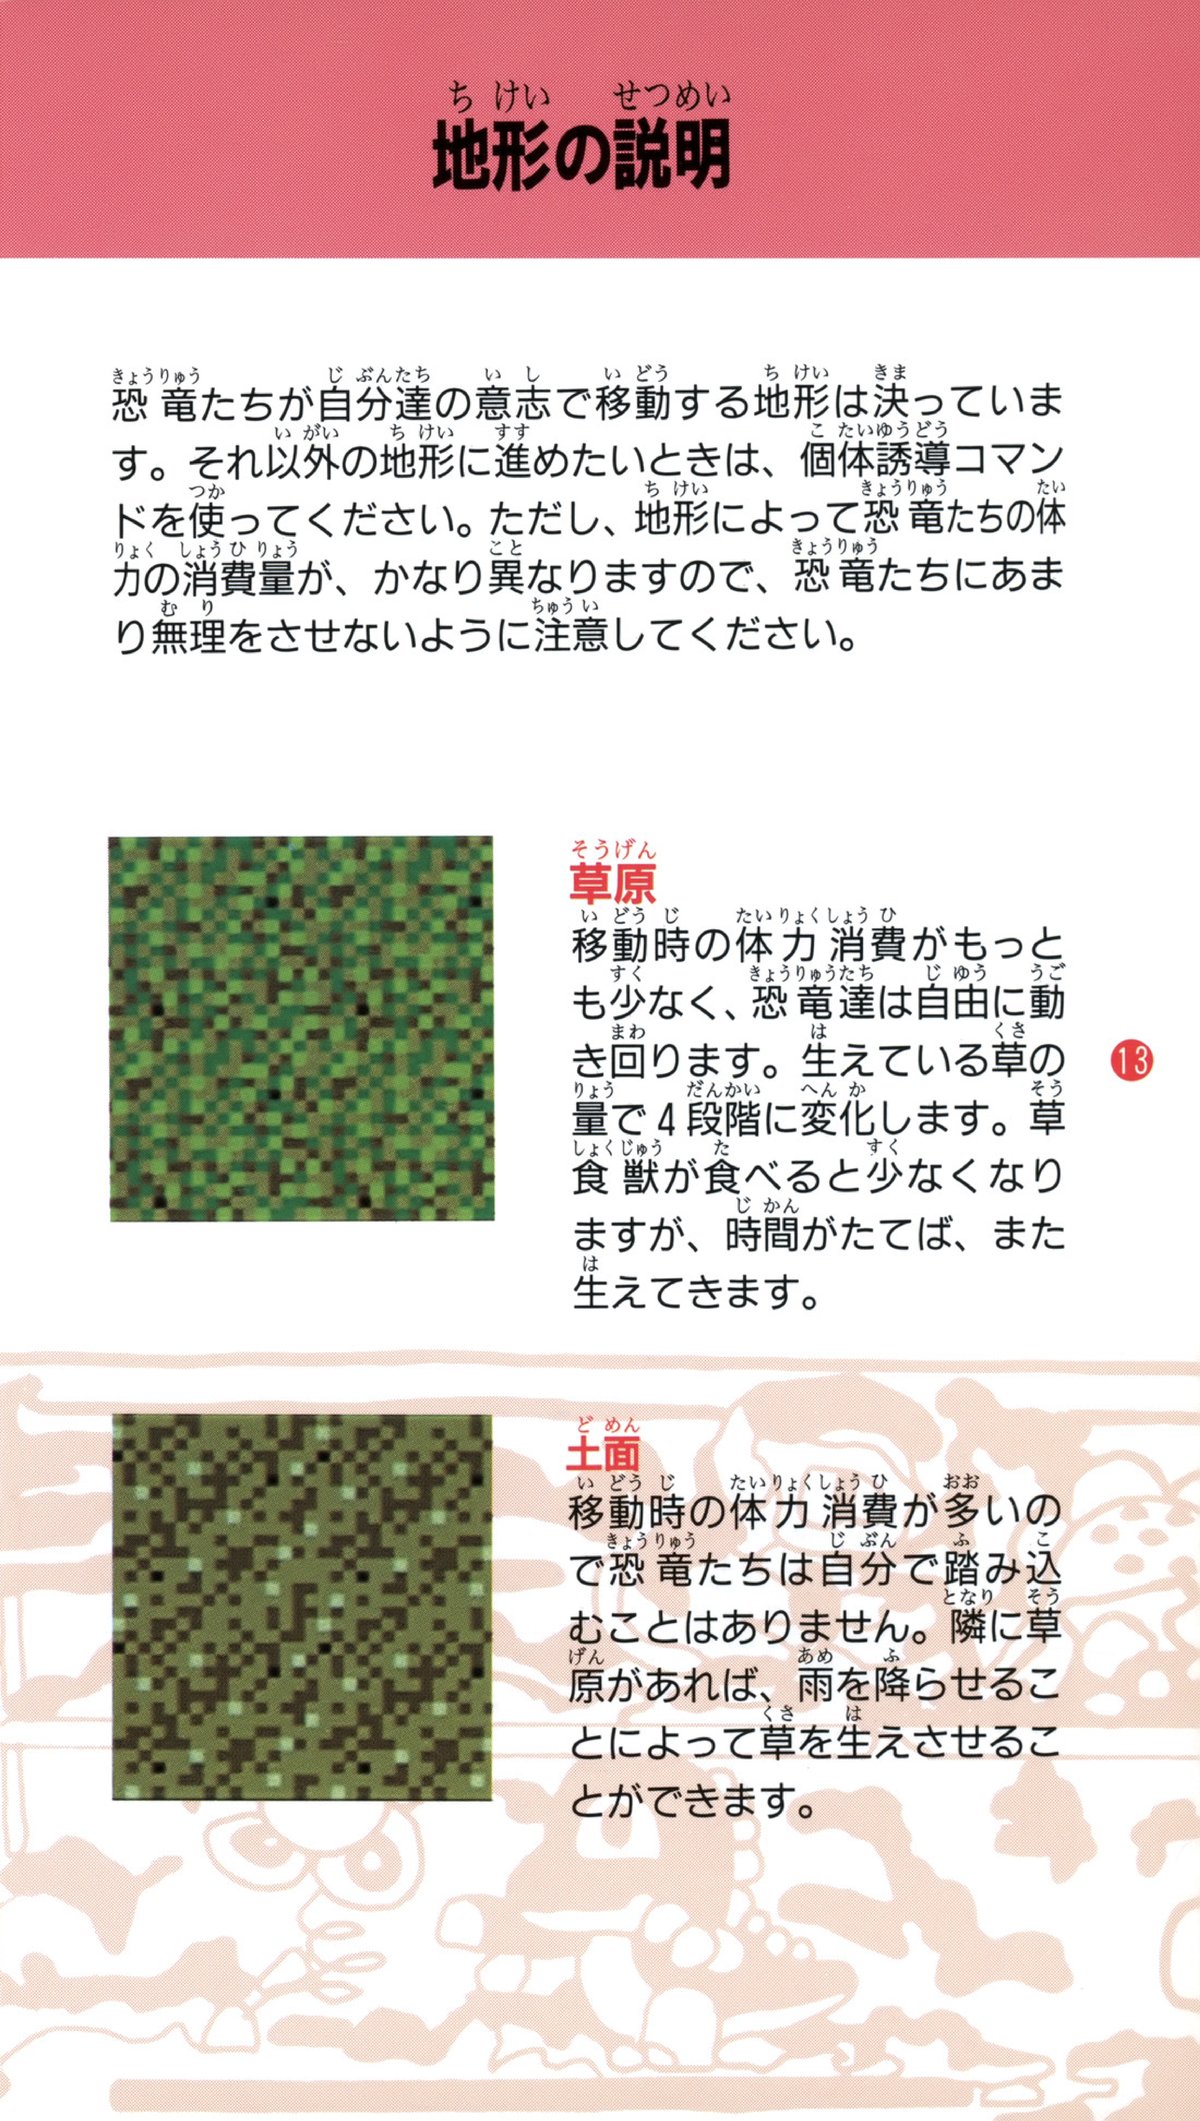 地形の説明
恐竜たちが自分達の意志で移動する地形は決っていま
す。それ以外の地形に進めたいときは、個体誘導コマン
ドを使ってください。ただし、地形によって恐竜たちの体
力の消費量が、かなり異なりますので、恐竜たちにあま
り無理をさせないように注意してください。
草原
移動時の体力消費がもっと
も少なく、恐竜達は自由に動
き回ります。生えている草の
量で4段階に変化します。草
食獣が食べると少なくなり
ますが、時間がたてば、また
生えてきます。
13
土面
移動時の体力消費が多いの
で恐竜たちは自分で踏み込
むことはありません。隣に草
原があれば、雨を降らせるこ
とによって草を生えさせるこ
とができます。